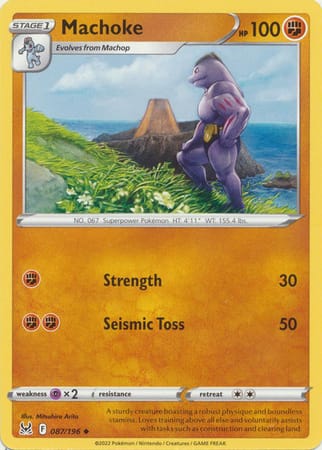 STAGE 1
Machoke
HP 100
Evolves from Machop
NO. 067 Superpower Pokémon HT: 4'11" WT: 155.4 lbs.
Strength 30
Seismic Toss 50
weakness ×2 resistance retreat
Illus. Mitsuhiro Arita
F 087/196
A sturdy creature boasting a robust physique and boundless
stamina. Loves training above all else and voluntarily assists
with tasks such as construction and clearing land.
©2022 Pokémon / Nintendo / Creatures / GAME FREAK